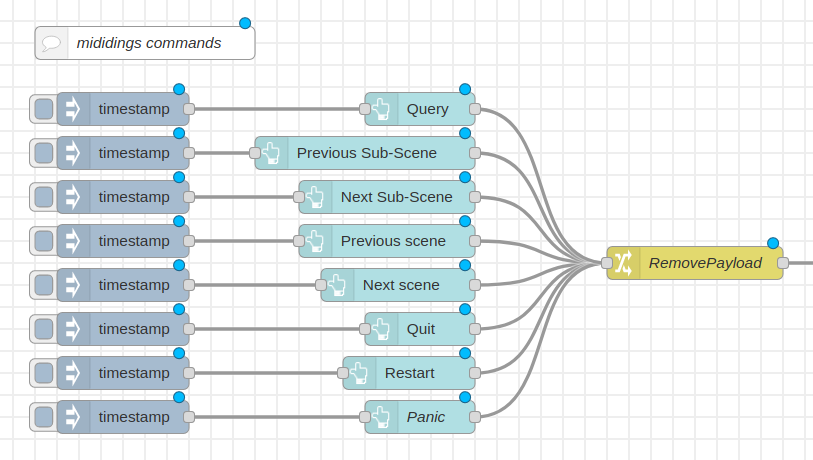 mididings commands
timestamp Query
timestamp Previous Sub-Scene
timestamp Next Sub-Scene
timestamp Previous scene
RemovePayload
timestamp Next scene
timestamp Quit
timestamp Restart
timestamp Panic